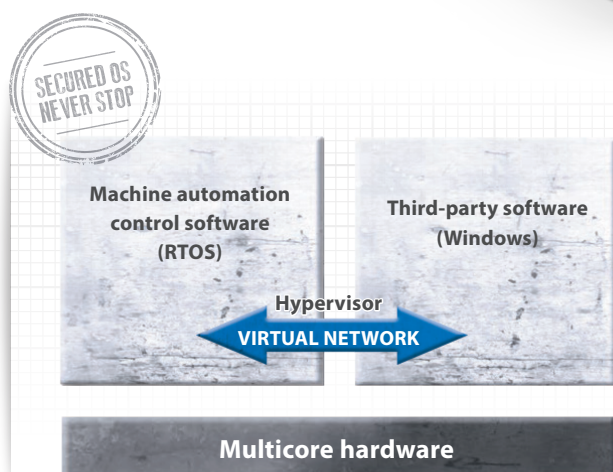 SECURED OS
NEVER STOP
Machine automation
control software
(RTOS)
Third-party software
(Windows)
Hypervisor
VIRTUAL NETWORK
Multicore hardware